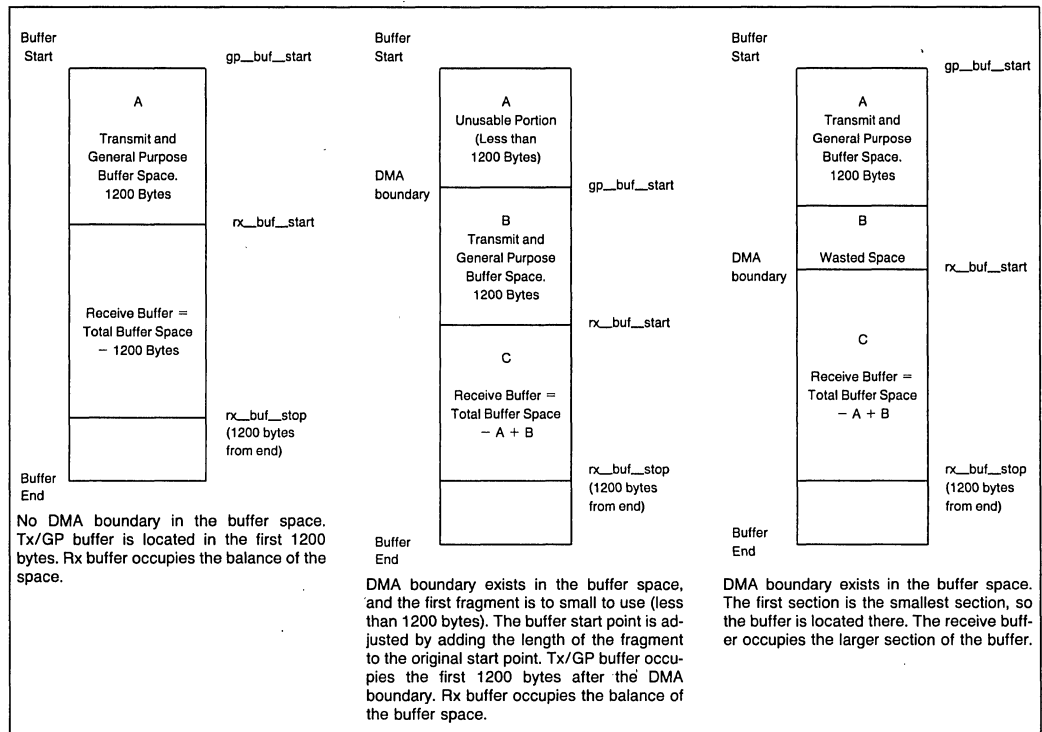 Buffer
Start
gp_buf_start
A
Transmit and
General Purpose
Buffer Space.
1200 Bytes
rx_buf_start
Receive Buffer =
Total Buffer Space
− 1200 Bytes
rx_buf_stop
(1200 bytes
from end)
Buffer
End
No DMA boundary in the buffer space.
Tx/GP buffer is located in the first 1200
bytes. Rx buffer occupies the balance of the
space.
Buffer
Start
A
Unusable Portion
(Less than
1200 Bytes)
DMA
boundary
gp_buf_start
B
Transmit and
General Purpose
Buffer Space.
1200 Bytes
rx_buf_start
C
Receive Buffer =
Total Buffer Space
− A + B
rx_buf_stop
(1200 bytes
from end)
Buffer
End
DMA boundary exists in the buffer space,
and the first fragment is to small to use (less
than 1200 bytes). The buffer start point is ad-
justed by adding the length of the fragment
to the original start point. Tx/GP buffer occu-
pies the first 1200 bytes after the DMA
boundary. Rx buffer occupies the balance of
the buffer space.
Buffer
Start
gp_buf_start
A
Transmit and
General Purpose
Buffer Space.
1200 Bytes
B
Wasted Space
DMA
boundary
rx_buf_start
C
Receive Buffer =
Total Buffer Space
− A + B
rx_buf_stop
(1200 bytes
from end)
Buffer
End
DMA boundary exists in the buffer space.
The first section is the smallest section, so
the buffer is located there. The receive buff-
er occupies the larger section of the buffer.